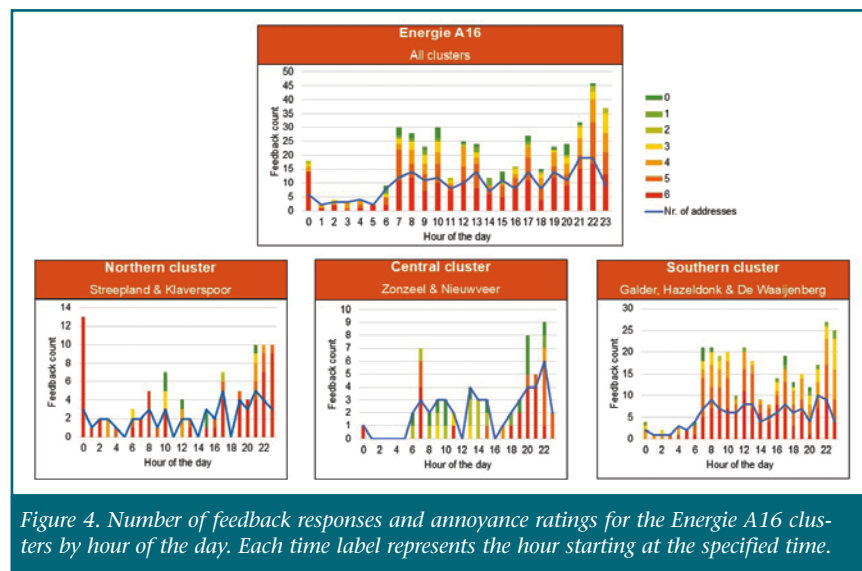 Energie A16
All clusters
50
45
40
35
30
25
20
15
10
5
0
Feedback count
0 1 2 3 4 5 6 7 8 9 10 11 12 13 14 15 16 17 18 19 20 21 22 23
Hour of the day
0
1
2
3
4
5
6
Nr. of addresses
Northern cluster
Streepland & Klaverspoor
14
12
10
8
6
4
2
0
Feedback count
0 2 4 6 8 10 12 14 16 18 20 22
Hour of the day
Central cluster
Zonzeel & Nieuwveer
10
9
8
7
6
5
4
3
2
1
0
Feedback count
0 2 4 6 8 10 12 14 16 18 20 22
Hour of the day
Southern cluster
Galder, Hazeldonk & De Waaijenberg
30
25
20
15
10
5
0
Feedback count
0 2 4 6 8 10 12 14 16 18 20 22
Hour of the day
Figure 4. Number of feedback responses and annoyance ratings for the Energie A16 clus-
ters by hour of the day. Each time label represents the hour starting at the specified time.